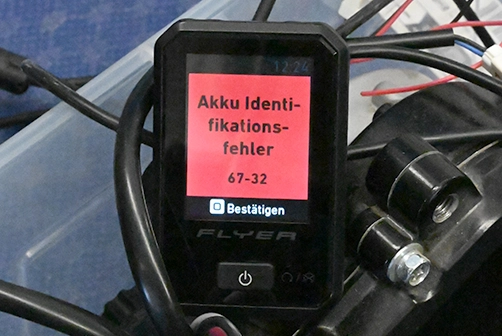 12:24
Akku Identi-
fikations-
fehler
67-32
Bestätigen
FLYER